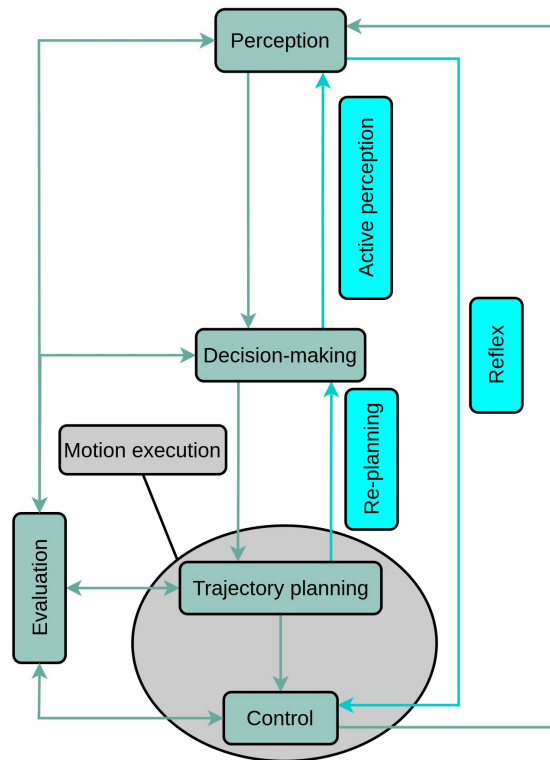 Perception
Active perception
Reflex
Decision-making
Re-planning
Motion execution
Evaluation
Trajectory planning
Control